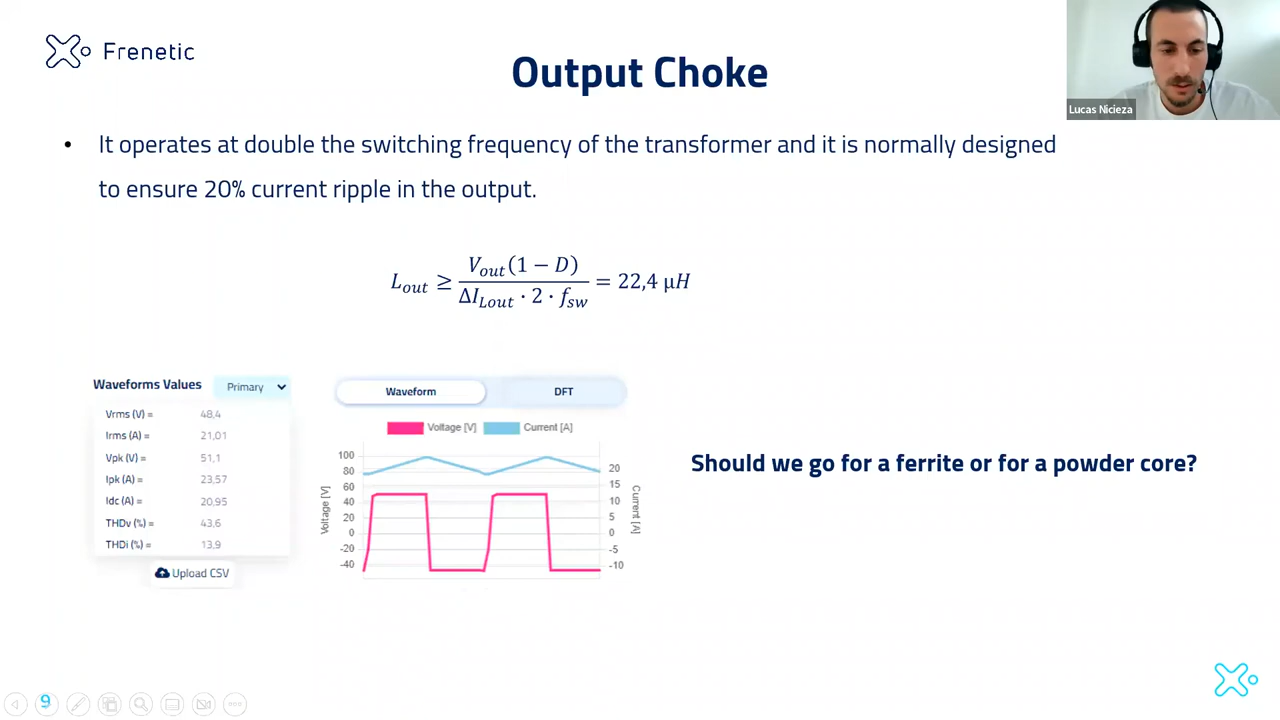 Frenetic
Output Choke
Lucas Nicieza
• It operates at double the switching frequency of the transformer and it is normally designed
to ensure 20% current ripple in the output.
L_out ≥ V_out(1 − D) / (ΔI_Lout · 2 · f_sw) = 22,4 µH
Waveforms Values Primary
Vrms (V) = 48,4
Irms (A) = 21,01
Vpk (V) = 51,1
Ipk (A) = 23,57
Idc (A) = 20,95
THDv (%) = 43,6
THDi (%) = 13,9
Upload CSV
Waveform DFT
Voltage [V] Current [A]
100
80 20
60 15
40 10
20 5
0 0
-20 -5
-40 -10
Voltage [V]
Current [A]
Should we go for a ferrite or for a powder core?
9